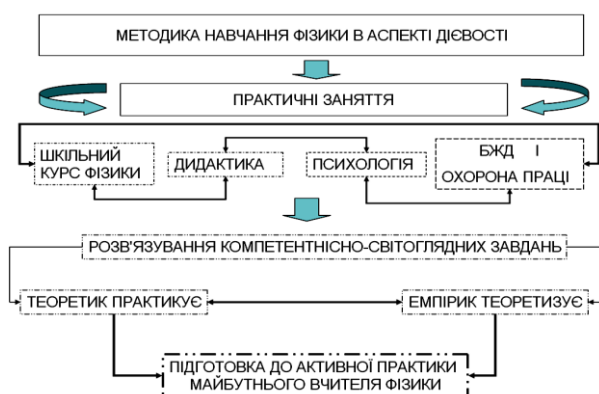 МЕТОДИКА НАВЧАННЯ ФІЗИКИ В АСПЕКТІ ДІЄВОСТІ
ПРАКТИЧНІ ЗАНЯТТЯ
ШКІЛЬНИЙ
КУРС ФІЗИКИ
ДИДАКТИКА
ПСИХОЛОГІЯ
БЖД І
ОХОРОНА ПРАЦІ
РОЗВ'ЯЗУВАННЯ КОМПЕТЕНТНІСНО-СВІТОГЛЯДНИХ ЗАВДАНЬ
ТЕОРЕТИК ПРАКТИКУЄ
ЕМПІРИК ТЕОРЕТИЗУЄ
ПІДГОТОВКА ДО АКТИВНОЇ ПРАКТИКИ
МАЙБУТНЬОГО ВЧИТЕЛЯ ФІЗИКИ